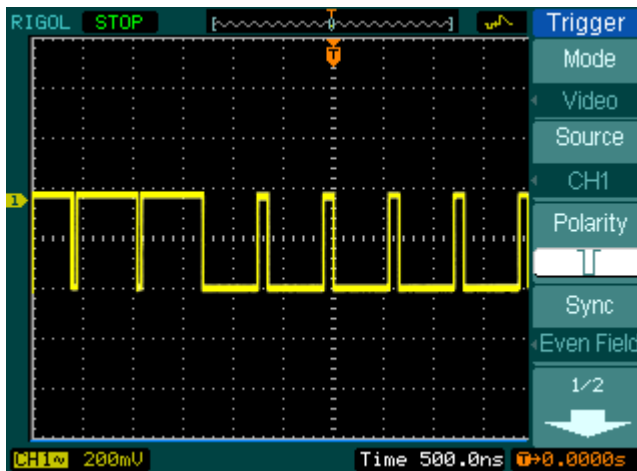 RIGOL STOP
T
T
1
Trigger
Mode
Video
Source
CH1
Polarity
Sync
Even Field
1/2
CH1~ 200mV Time 500.0ns T→0.0000s